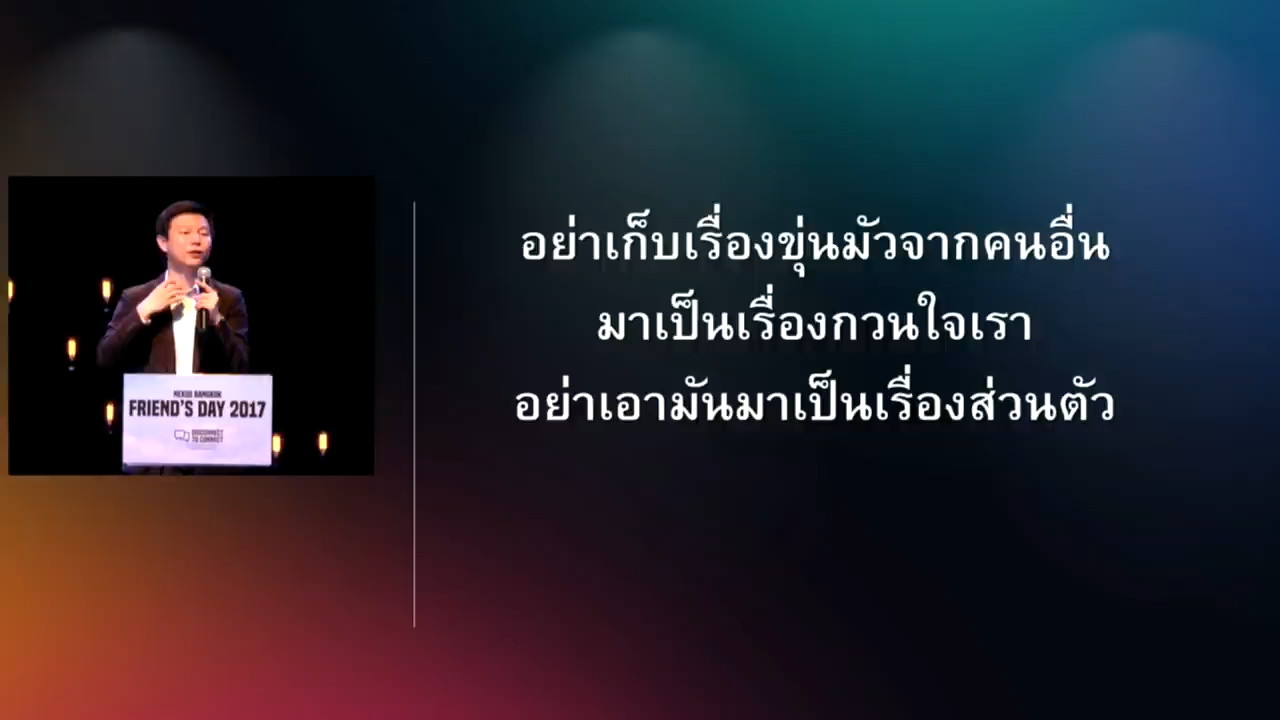 อย่าเก็บเรื่องขุ่นมัวจากคนอื่น
มาเป็นเรื่องกวนใจเรา
อย่าเอามันมาเป็นเรื่องส่วนตัว
NEXUS BANGKOK
FRIEND'S DAY 2017
DISCONNECT
TO CONNECT